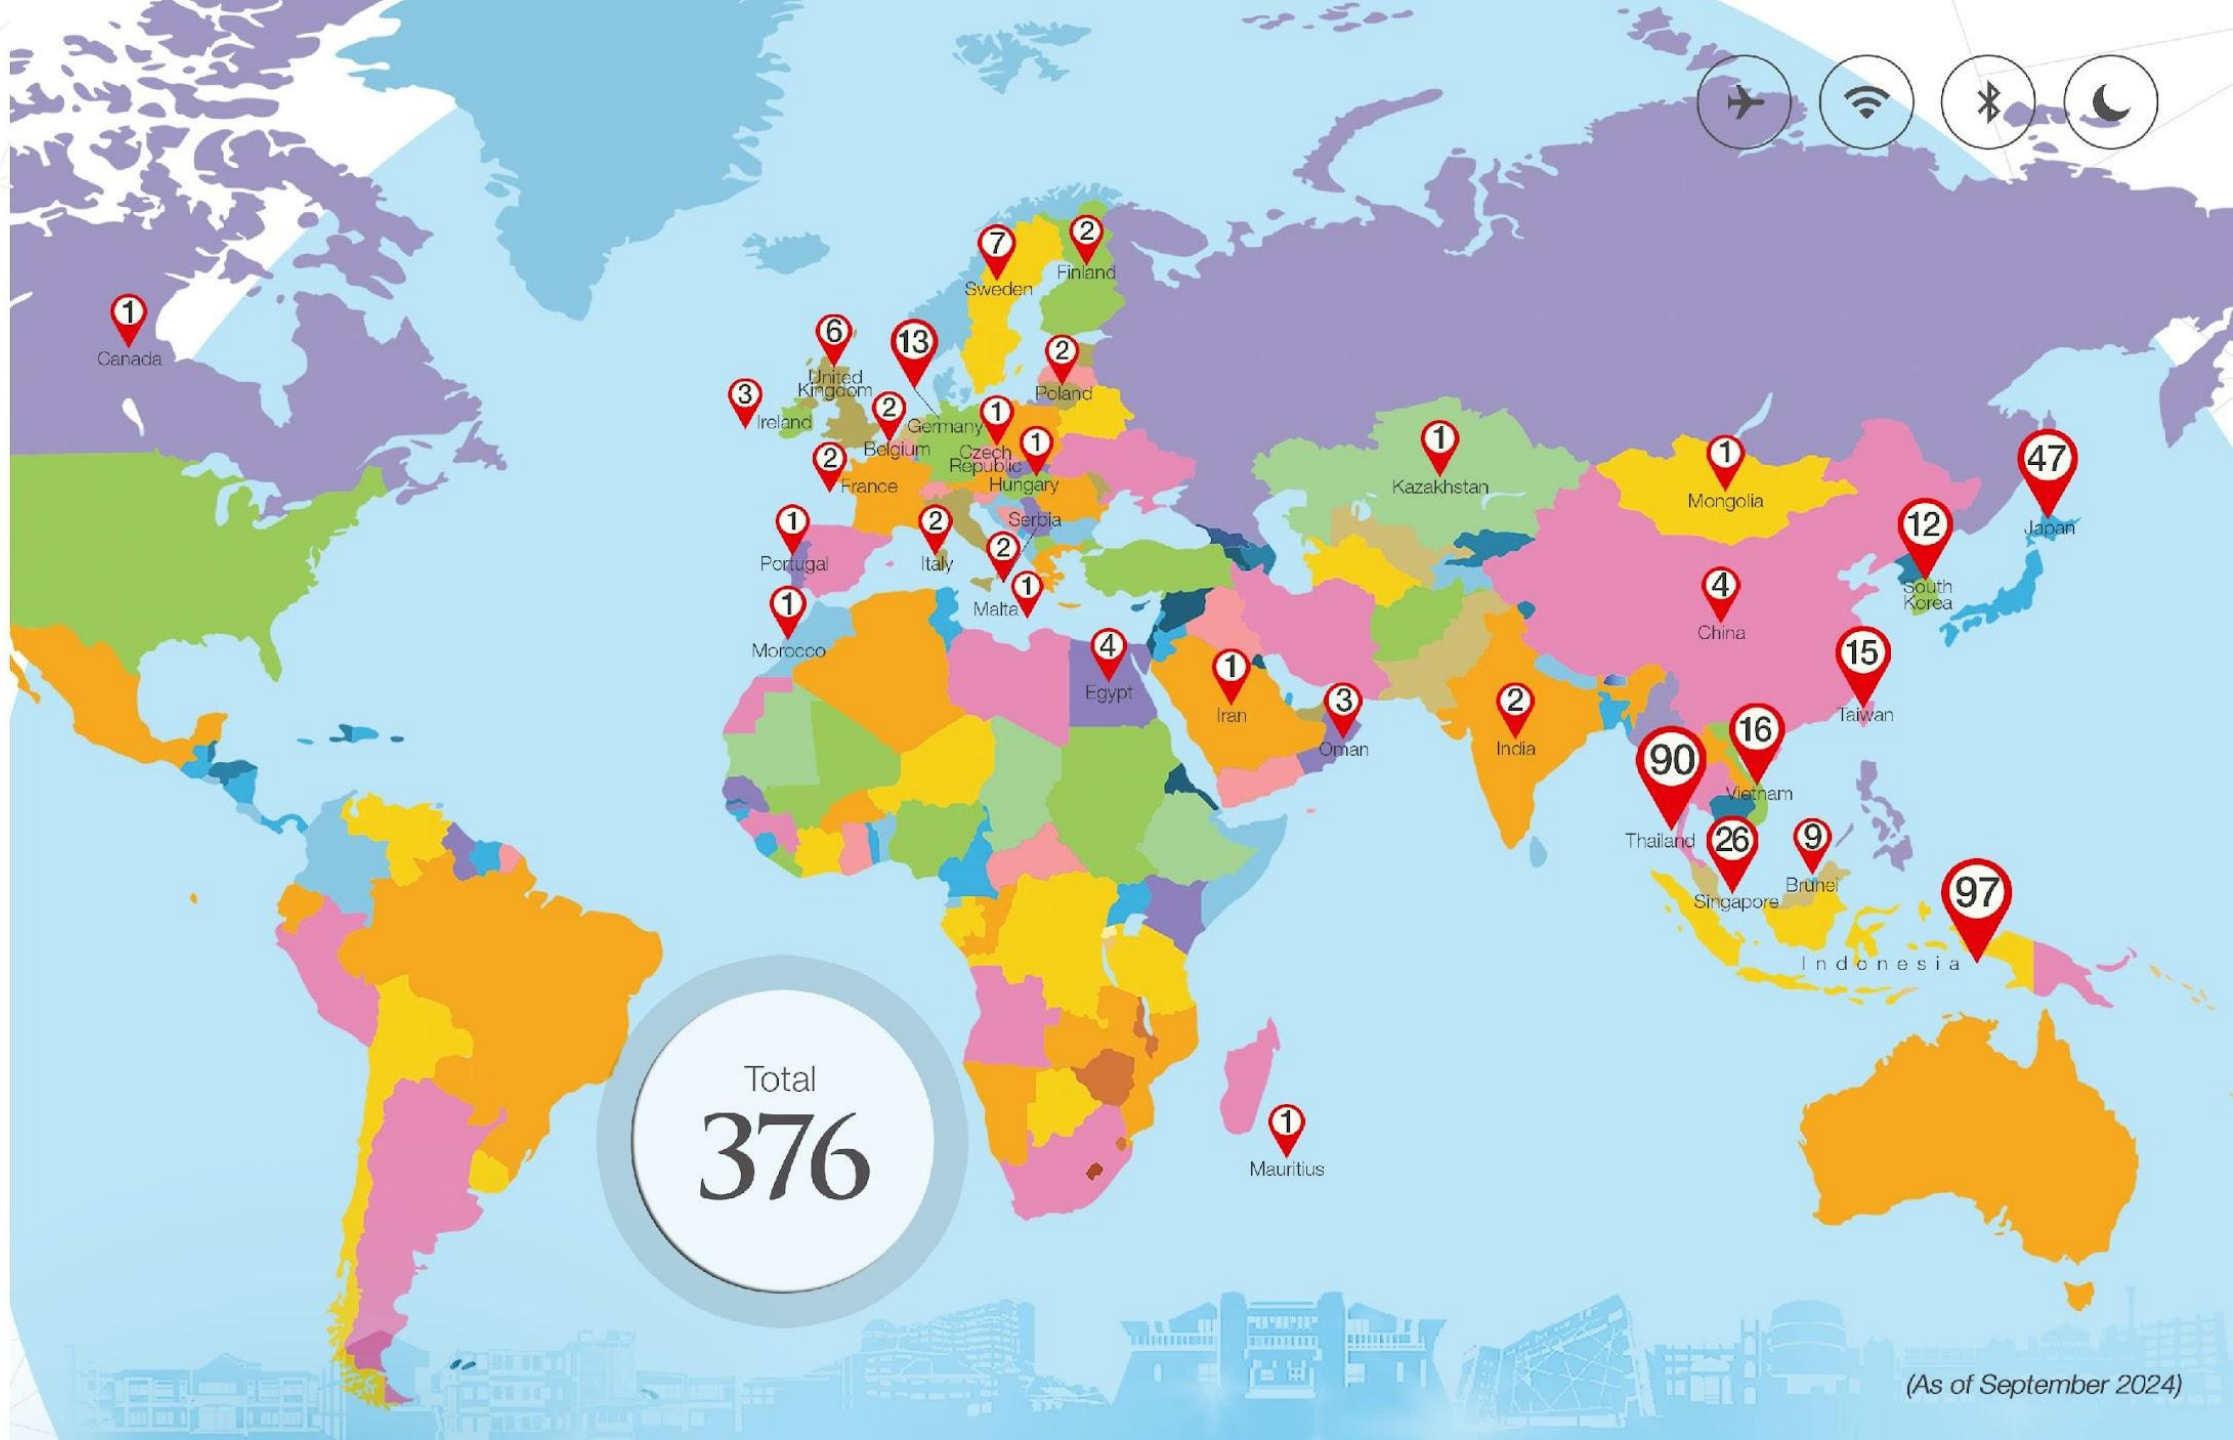 1
Canada
7
Sweden
2
Finland
6
United
Kingdom
13
Germany
2
Poland
3
Ireland
2
Belgium
1
Czech
Republic
1
Hungary
2
France
1
Portugal
2
Italy
2
Serbia
1
Malta
1
Morocco
4
Egypt
1
Iran
3
Oman
1
Kazakhstan
1
Mongolia
47
Japan
12
South
Korea
4
China
15
Taiwan
2
India
16
Vietnam
90
Thailand
26
Singapore
9
Brunei
97
Indonesia
1
Mauritius
Total
376
(As of September 2024)